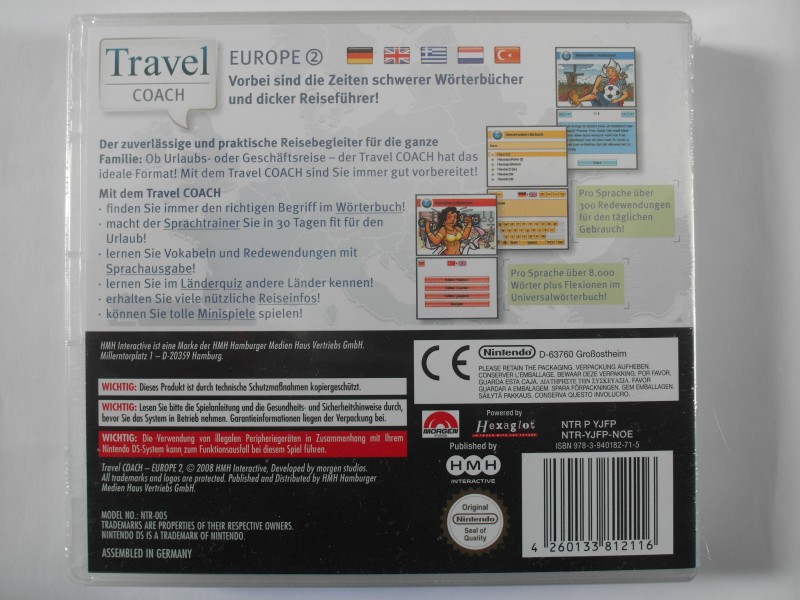 Travel
COACH
EUROPE ②
Vorbei sind die Zeiten schwerer Wörterbücher
und dicker Reiseführer!
Der zuverlässige und praktische Reisebegleiter für die ganze
Familie: Ob Urlaubs- oder Geschäftsreise – der Travel COACH hat das
ideale Format! Mit dem Travel COACH sind Sie immer gut vorbereitet!
Mit dem Travel COACH
· finden Sie immer den richtigen Begriff im Wörterbuch!
· macht der Sprachtrainer Sie in 30 Tagen fit für den
Urlaub!
· lernen Sie Vokabeln und Redewendungen mit
Sprachausgabe!
· lernen Sie im Länderquiz andere Länder kennen!
· erhalten Sie viele nützliche Reiseinfos!
· können Sie tolle Minispiele spielen!
Pro Sprache über
300 Redewendungen
für den täglichen
Gebrauch!
Pro Sprache über 8.000
Wörter plus Flexionen im
Universalwörterbuch!
HMH Interactive ist eine Marke der HMH Hamburger Medien Haus Vertriebs GmbH.
Millerntorplatz 1 – D-20359 Hamburg.
WICHTIG: Dieses Produkt ist durch technische Schutzmaßnahmen kopiergeschützt.
WICHTIG: Lesen Sie bitte die Spielanleitung und die Gesundheits- und Sicherheitshinweise durch,
bevor Sie das System in Betrieb nehmen. Garantieinformationen liegen der Verpackung bei.
WICHTIG: Die Verwendung von illegalen Peripheriegeräten in Zusammenhang mit Ihrem
Nintendo DS-System kann zum Funktionsausfall bei diesem Spiel führen.
Travel COACH – EUROPE 2, © 2008 HMH Interactive, Developed by morgen studios.
All trademarks and logos are protected. Published and Distributed by HMH Hamburger
Medien Haus Vertriebs GmbH.
MODEL NO.: NTR-005
TRADEMARKS ARE PROPERTIES OF THEIR RESPECTIVE OWNERS.
NINTENDO DS IS A TRADEMARK OF NINTENDO.
ASSEMBLED IN GERMANY
CE
Nintendo
D-63760 Großostheim
PLEASE RETAIN THE PACKAGING. VERPACKUNG AUFHEBEN.
CONSERVER L'EMBALLAGE. BEWAAR DEZE VERPAKKING. POR FAVOR,
GUARDA ESTA CAJA. ΔΙΑΤΗΡΗΣΤΕ ΤΗΝ ΣΥΣΚΕΥΑΣΙΑ. FAVOR
GUARDAR A EMBALAGEM. SPARA FÖRPACKNINGEN. GEM EMBALLAGEN.
SÄILYTÄ PAKKAUS. CONSERVA QUESTO INVOLUCRO.
MORGEN
STUDIOS
Powered by
Hexaglot
NTR P YJFP
NTR-YJFP-NOE
ISBN 978-3-940182-71-5
Published by
HMH
INTERACTIVE
Original
Nintendo
Seal of
Quality
4 260133 812116